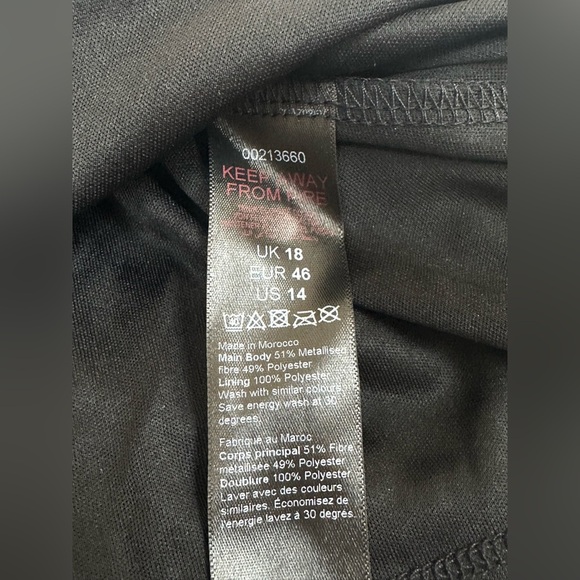 00213660
KEEP AWAY
FROM FIRE
UK 18
EUR 46
US 14
40
Made in Morocco
Main Body 51% Metallised
fibre 49% Polyester
Lining 100% Polyester
Wash with similar colours.
Save energy wash at 30
degrees.
Fabriqué au Maroc
Corps principal 51% Fibre
métallisée 49% Polyester
Doublure 100% Polyester
Laver avec des couleurs
similaires. Économisez de
l'energie lavez à 30 degrés.